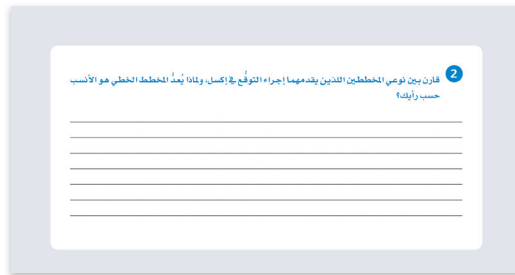 2
قارن بين نوعي المخططين اللذين يقدمهما إجراء التوقُّع في إكسل، ولماذا يُعدُّ المخطط الخطي هو الأنسب
حسب رأيك؟